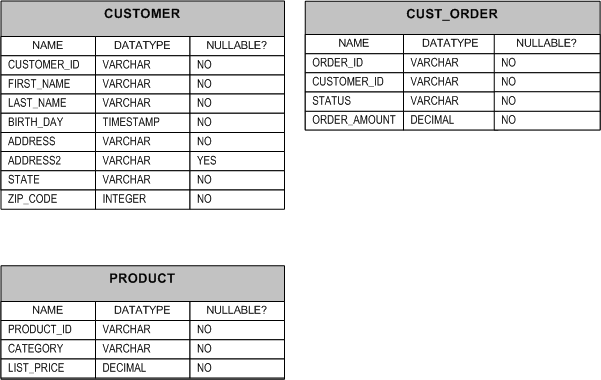 CUSTOMER
NAME DATATYPE NULLABLE?
CUSTOMER_ID VARCHAR NO
FIRST_NAME VARCHAR NO
LAST_NAME VARCHAR NO
BIRTH_DAY TIMESTAMP NO
ADDRESS VARCHAR NO
ADDRESS2 VARCHAR YES
STATE VARCHAR NO
ZIP_CODE INTEGER NO
CUST_ORDER
NAME DATATYPE NULLABLE?
ORDER_ID VARCHAR NO
CUSTOMER_ID VARCHAR NO
STATUS VARCHAR NO
ORDER_AMOUNT DECIMAL NO
PRODUCT
NAME DATATYPE NULLABLE?
PRODUCT_ID VARCHAR NO
CATEGORY VARCHAR NO
LIST_PRICE DECIMAL NO